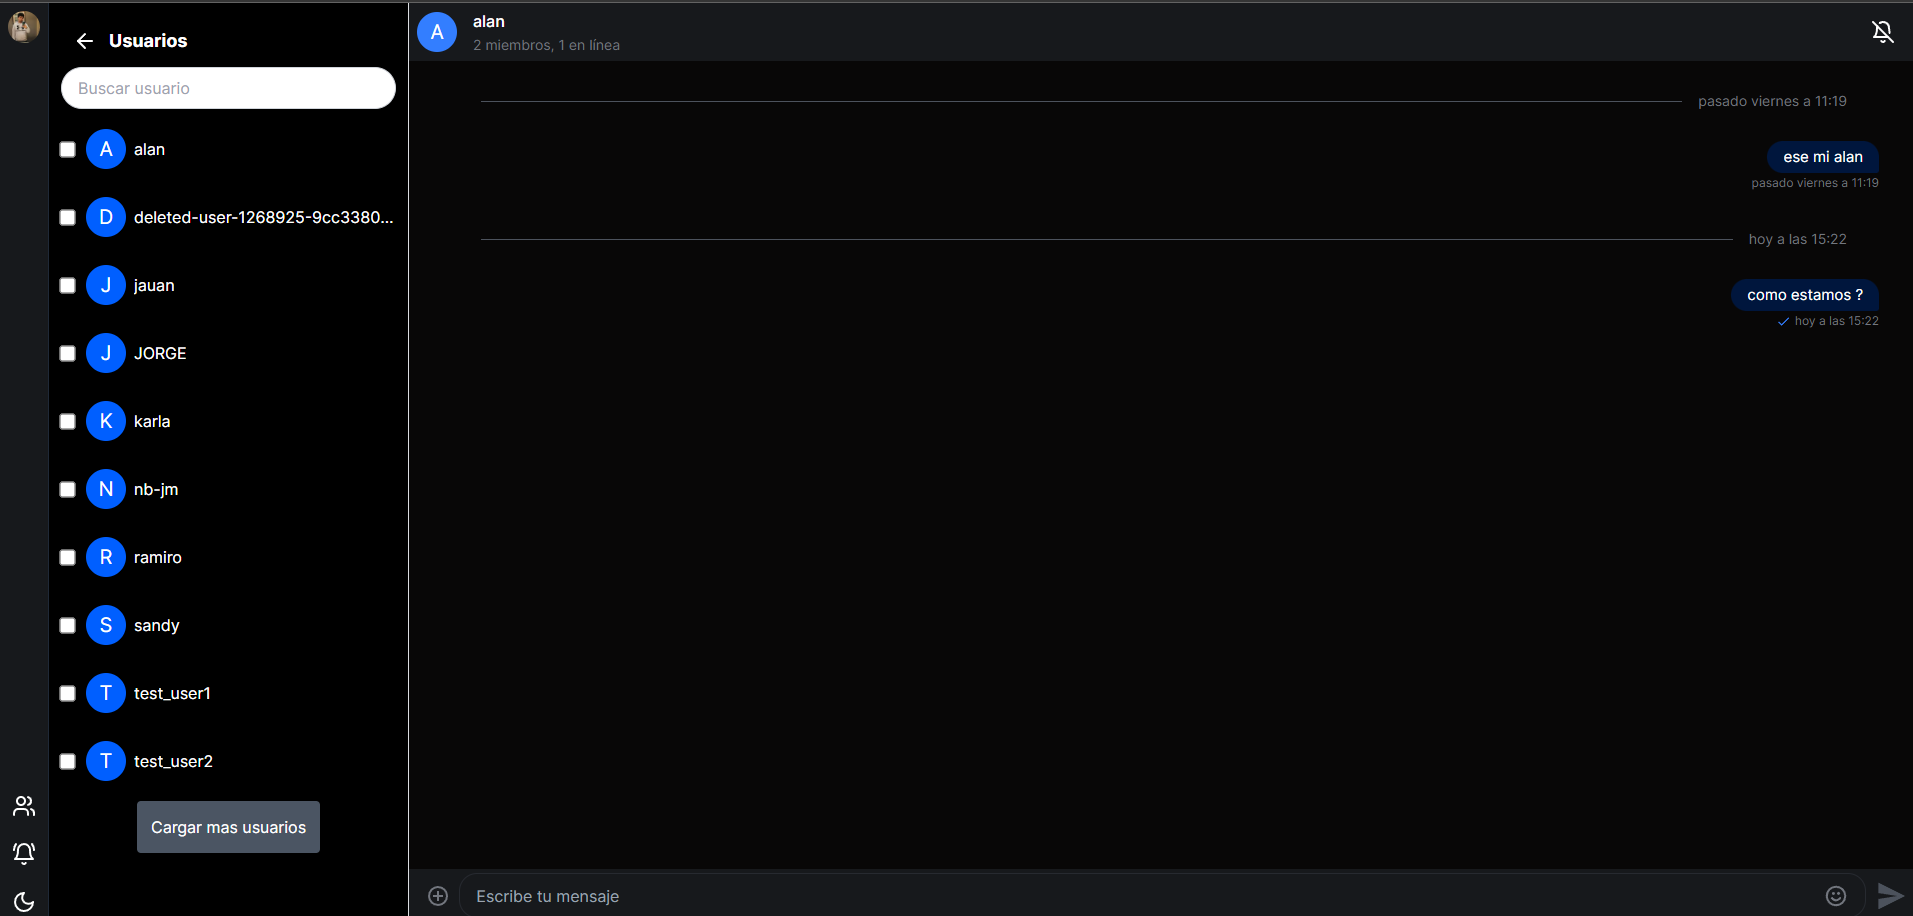 Usuarios
Buscar usuario
A alan
D deleted-user-1268925-9cc3380...
J jauan
J JORGE
K karla
N nb-jm
R ramiro
S sandy
T test_user1
T test_user2
Cargar mas usuarios
A alan
2 miembros, 1 en línea
pasado viernes a 11:19
ese mi alan
pasado viernes a 11:19
hoy a las 15:22
como estamos ?
hoy a las 15:22
Escribe tu mensaje